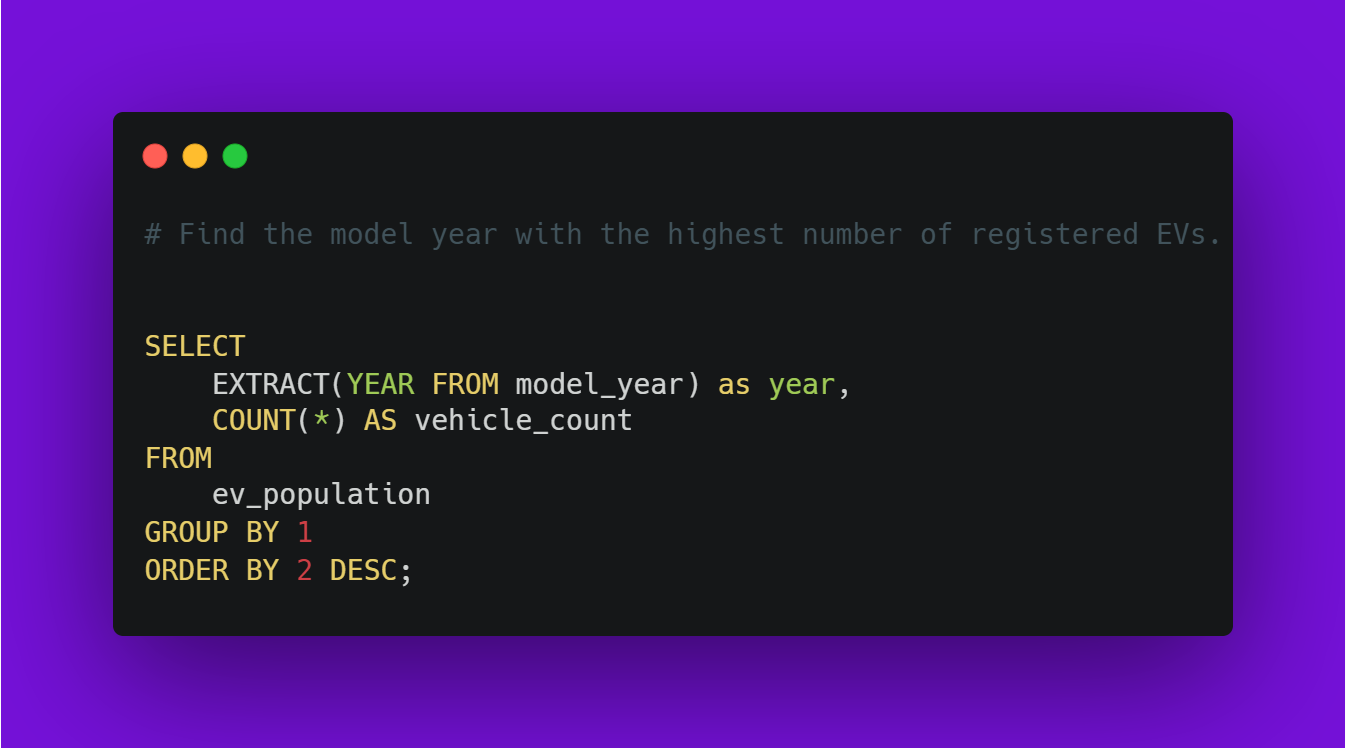 # Find the model year with the highest number of registered EVs.
SELECT
    EXTRACT(YEAR FROM model_year) as year,
    COUNT(*) AS vehicle_count
FROM
    ev_population
GROUP BY 1
ORDER BY 2 DESC;